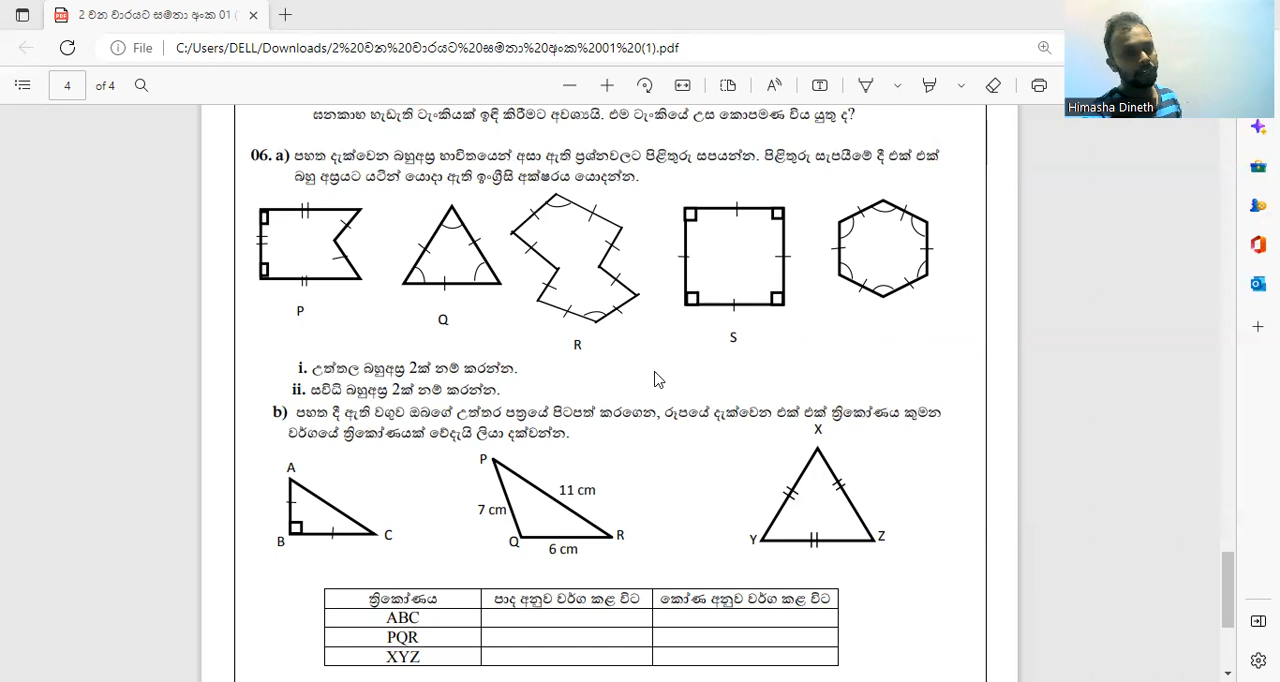 2 වන වාරයට සමතා අංක 01 (
File
C:/Users/DELL/Downloads/2%20වන%20වාරයට%20සමතා%20අංක%2001%20(1).pdf
4 of 4
Himasha Dineth
ඝනකාභ හැඩැති ටැංකියක් ඉඳි කිරීමට අවශ්‍යයි. එම ටැංකියේ උස කොපමණ විය යුතු ද?
06. a) පහත දැක්වෙන බහුඅස්‍ර භාවිතයෙන් අසා ඇති ප්‍රශ්නවලට පිළිතුරු සපයන්න. පිළිතුරු සැපයීමේ දී එක් එක්
බහු අස්‍රයට යටින් යොදා ඇති ඉංග්‍රීසි අක්ෂරය යොදන්න.
P
Q
R
S
i. උත්තල බහුඅස්‍ර 2ක් නම් කරන්න.
ii. සවිධි බහුඅස්‍ර 2ක් නම් කරන්න.
b) පහත දී ඇති වගුව ඔබගේ උත්තර පත්‍රයේ පිටපත් කරගෙන, රූපයේ දැක්වෙන එක් එක් ත්‍රිකෝණය කුමන
වර්ගයේ ත්‍රිකෝණයක් වේදැයි ලියා දක්වන්න.
A
B
C
P
7 cm
11 cm
Q
6 cm
R
X
Y
Z
ත්‍රිකෝණය පාද අනුව වර්ග කළ විට කෝණ අනුව වර්ග කළ විට
ABC
PQR
XYZ